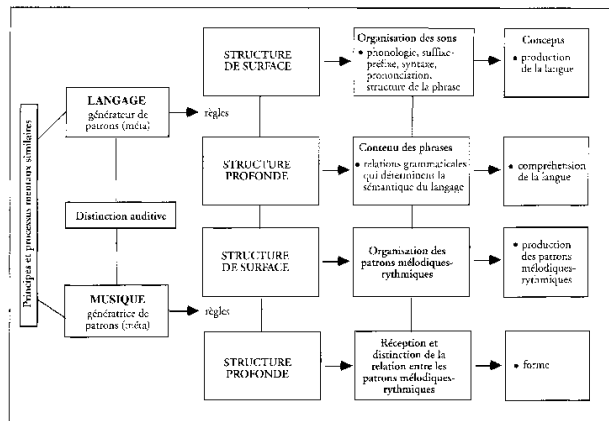 Principes et processus mentaux similaires
LANGAGE
générateur de
patrons (méta)
Distinction auditive
MUSIQUE
génératrice de
patrons (méta)
règles
règles
STRUCTURE
DE SURFACE
STRUCTURE
PROFONDE
STRUCTURE
DE SURFACE
STRUCTURE
PROFONDE
Organisation des sons
• phonologie, suffixe-
préfixe, syntaxe,
prononciation,
structure de la phrase
Contenu des phrases
• relations grammaticales
qui déterminent la
sémantique du langage
Organisation des
patrons mélodiques-
rythmiques
Réception et
distinction de la
relation entre les
patrons mélodiques-
rythmiques
Concepts
• production
de la langue
• compréhension
de la langue
• production
des patrons
mélodiques-
rythmiques
• forme